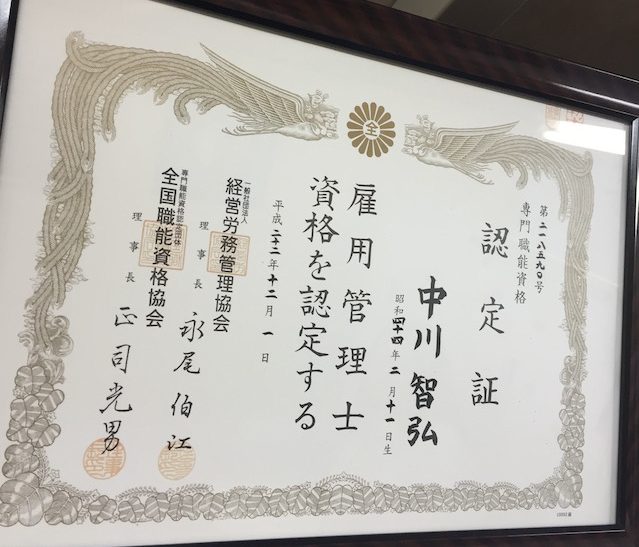 第二一八五九〇号
専門職能資格
認定証
中川智弘
昭和四十四年二月十一日生
雇用管理士
資格を認定する
平成二十二年十二月一日
一般社団法人
経営労務管理協会
理事長 永尾伯江
専門職能資格認定団体
全国職能資格協会
理事長 正司光男
全